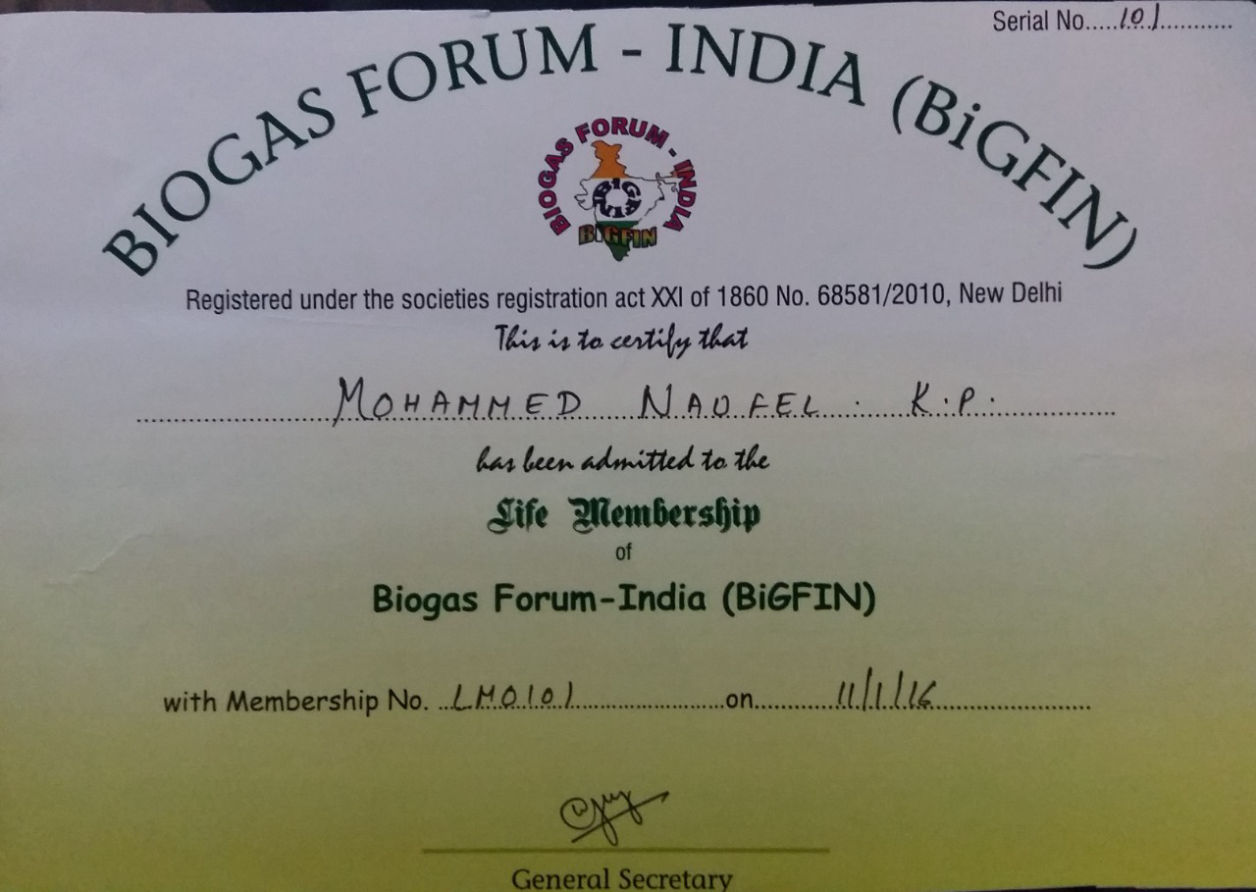 Serial No.....101...........
BIOGAS FORUM - INDIA (BiGFIN)
BIOGAS FORUM - INDIA
BIGFIN
BiGFIN
Registered under the societies registration act XXI of 1860 No. 68581/2010, New Delhi
This is to certify that
MOHAMMED NAUFEL. K.P.
has been admitted to the
Life Membership
of
Biogas Forum-India (BiGFIN)
with Membership No. LM0101 on 11/1/16
General Secretary